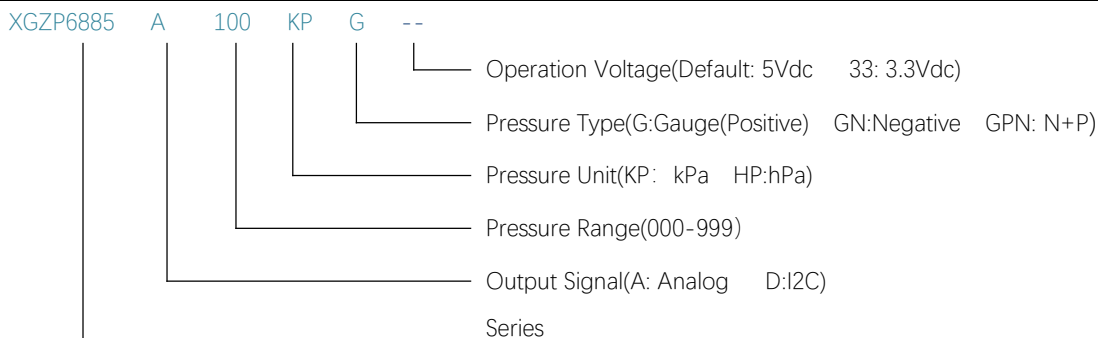 XGZP6885 A 100 KP G --
Operation Voltage(Default: 5Vdc 33: 3.3Vdc)
Pressure Type(G:Gauge(Positive) GN:Negative GPN: N+P)
Pressure Unit(KP： kPa HP:hPa)
Pressure Range(000-999）
Output Signal(A: Analog D:I2C)
Series